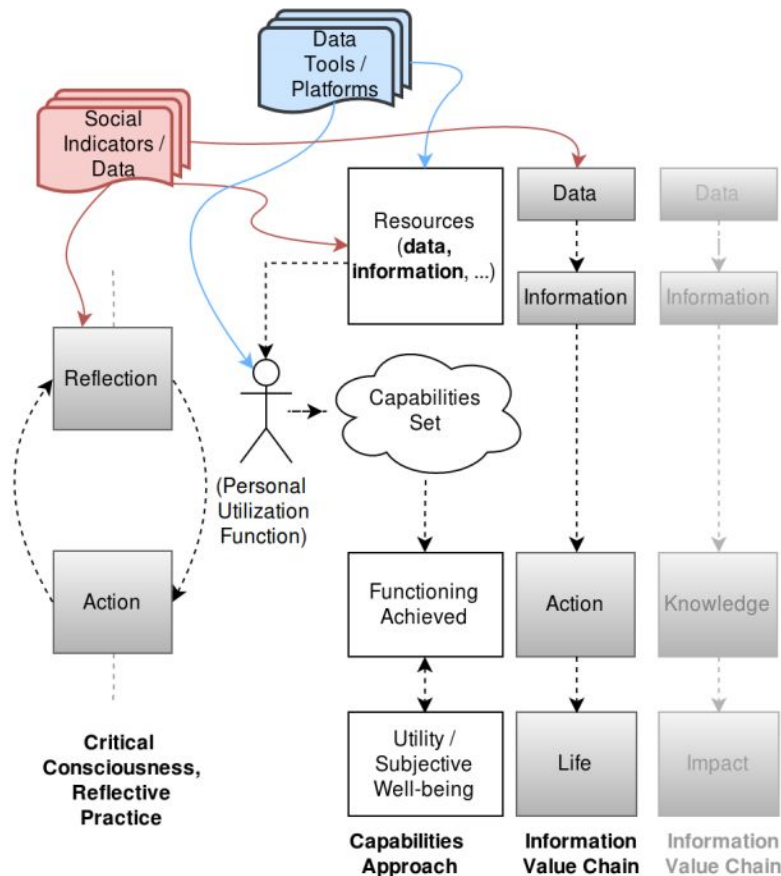 Data
Tools /
Platforms
Social
Indicators /
Data
Resources
(data,
information, ...)
Data
Data
Information
Information
Reflection
Capabilities
Set
(Personal
Utilization
Function)
Action
Functioning
Achieved
Action
Knowledge
Utility /
Subjective
Well-being
Life
Impact
Critical
Consciousness,
Reflective
Practice
Capabilities
Approach
Information
Value Chain
Information
Value Chain